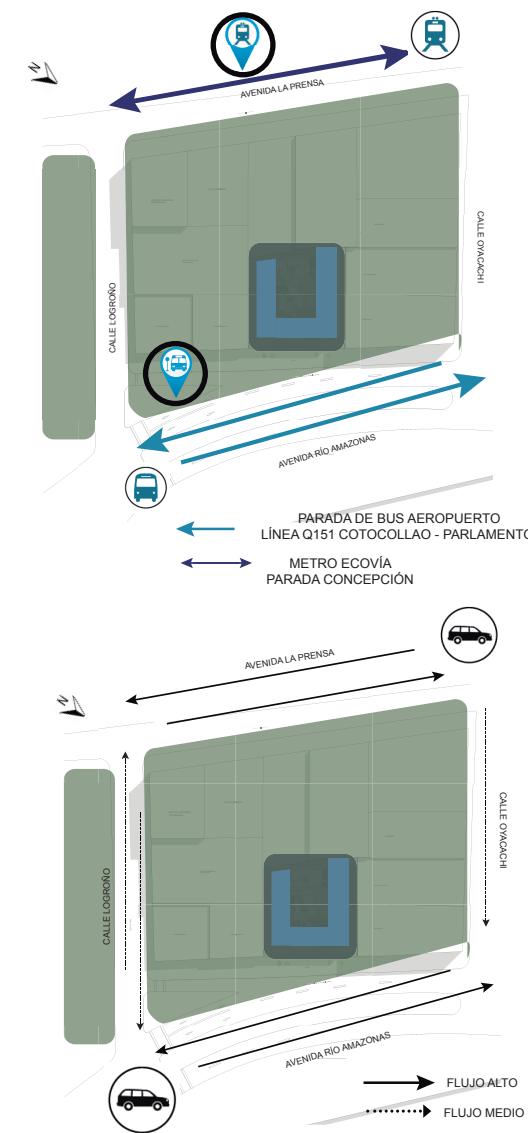 N
AVENIDA LA PRENSA
CALLE OYACACHI
CALLE LOGROÑO
AVENIDA RÍO AMAZONAS
PARADA DE BUS AEROPUERTO
LÍNEA Q151 COTOCOLLAO - PARLAMENTO
METRO ECOVÍA
PARADA CONCEPCIÓN
AVENIDA LA PRENSA
N
CALLE OYACACHI
CALLE LOGROÑO
AVENIDA RÍO AMAZONAS
FLUJO ALTO
FLUJO MEDIO